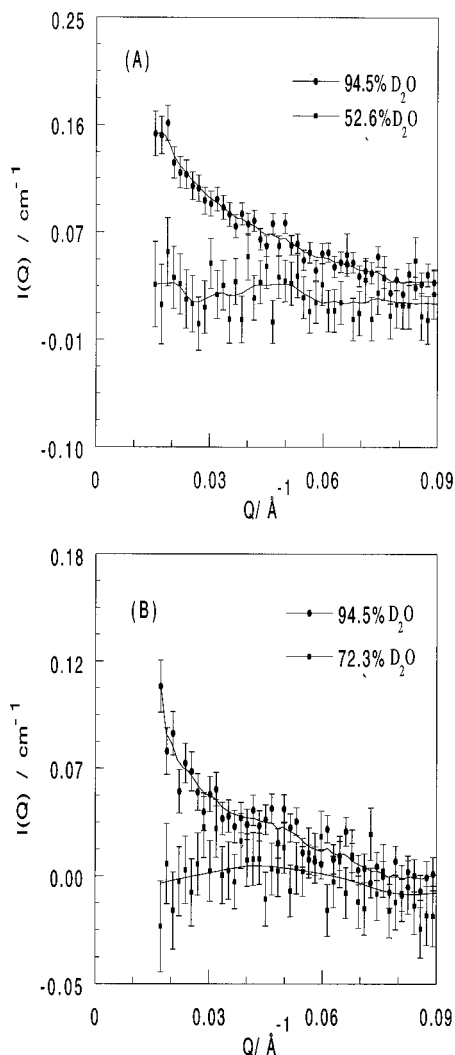 0.25
(A)
94.5% D2O
52.6%D2O
0.16
0.07
-0.01
-0.10
I(Q) / cm-1
0 0.03 0.06 0.09
Q/ Å-1
0.18
(B)
94.5%D2O
72.3%D2O
0.12
0.07
0.00
-0.05
I(Q) / cm-1
0 0.03 0.06 0.09
Q/ Å-1